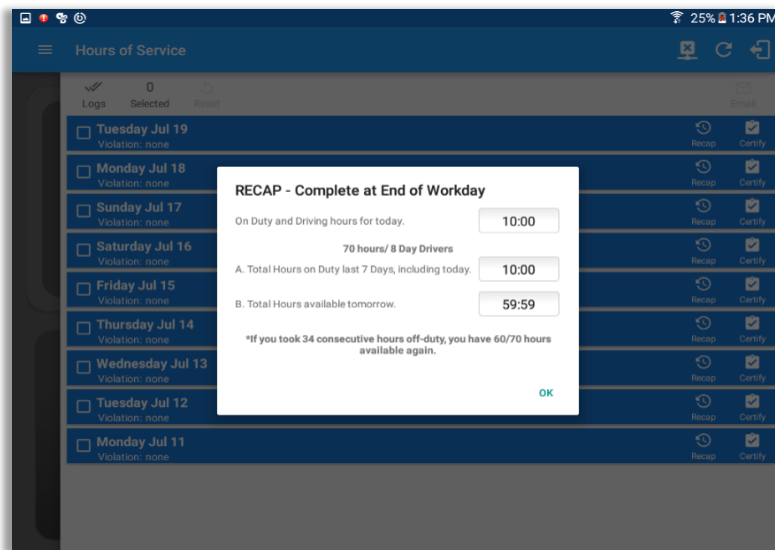 25% 1:36 PM
Hours of Service
Logs
0
Selected
Reset
Email
Tuesday Jul 19
Violation: none
Recap
Certify
Monday Jul 18
Violation: none
Recap
Certify
Sunday Jul 17
Violation: none
Recap
Certify
Saturday Jul 16
Violation: none
Recap
Certify
Friday Jul 15
Violation: none
Recap
Certify
Thursday Jul 14
Violation: none
Recap
Certify
Wednesday Jul 13
Violation: none
Recap
Certify
Tuesday Jul 12
Violation: none
Recap
Certify
Monday Jul 11
Violation: none
Recap
Certify
RECAP - Complete at End of Workday
On Duty and Driving hours for today. 10:00
70 hours/ 8 Day Drivers
A. Total Hours on Duty last 7 Days, including today. 10:00
B. Total Hours available tomorrow. 59:59
*If you took 34 consecutive hours off-duty, you have 60/70 hours
available again.
OK